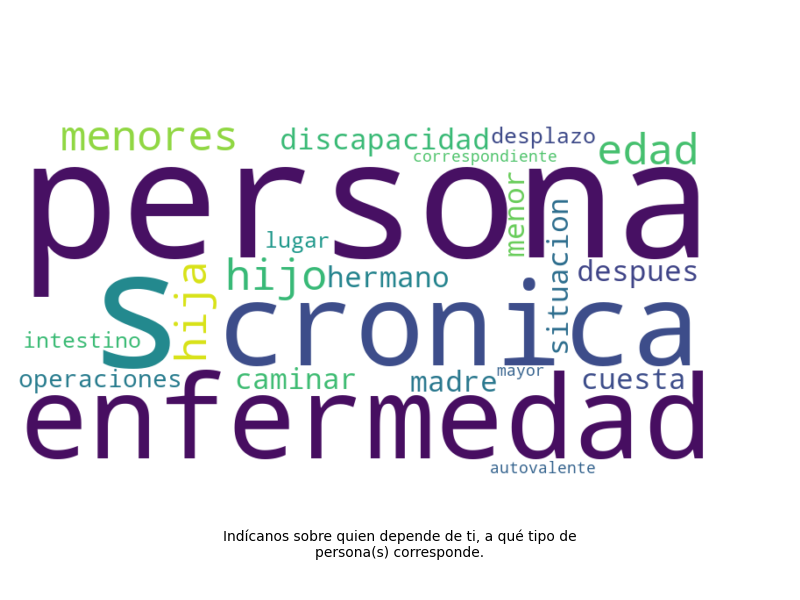 menores
discapacidad
desplazo
correspondiente
edad
persona
menor
lugar
situacion
hija
hijo
hermano
despues
s
cronica
intestino
operaciones
caminar
madre
mayor
cuesta
enfermedad
autovalente
Indícanos sobre quien depende de ti, a qué tipo de
persona(s) corresponde.